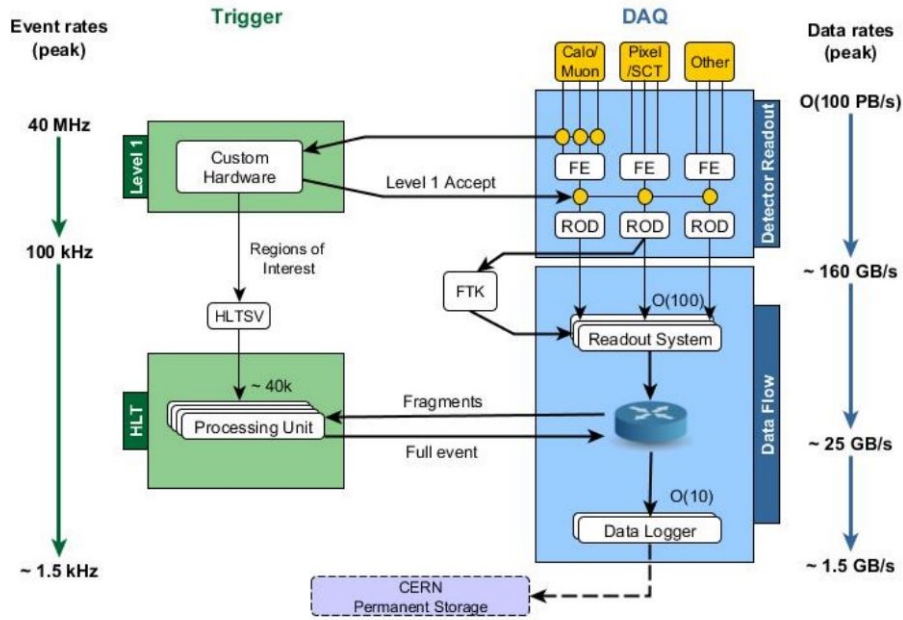 Event rates
(peak)
Trigger
DAQ
Data rates
(peak)
Calo/
Muon
Pixel
/SCT
Other
40 MHz
O(100 PB/s)
Level 1
Custom
Hardware
FE
FE
FE
Level 1 Accept
ROD
ROD
ROD
Detector Readout
100 kHz
Regions of
Interest
~ 160 GB/s
FTK
O(100)
HLTSV
Readout System
~ 40k
HLT
Processing Unit
Fragments
Full event
Data Flow
~ 25 GB/s
O(10)
Data Logger
~ 1.5 kHz
~ 1.5 GB/s
CERN
Permanent Storage